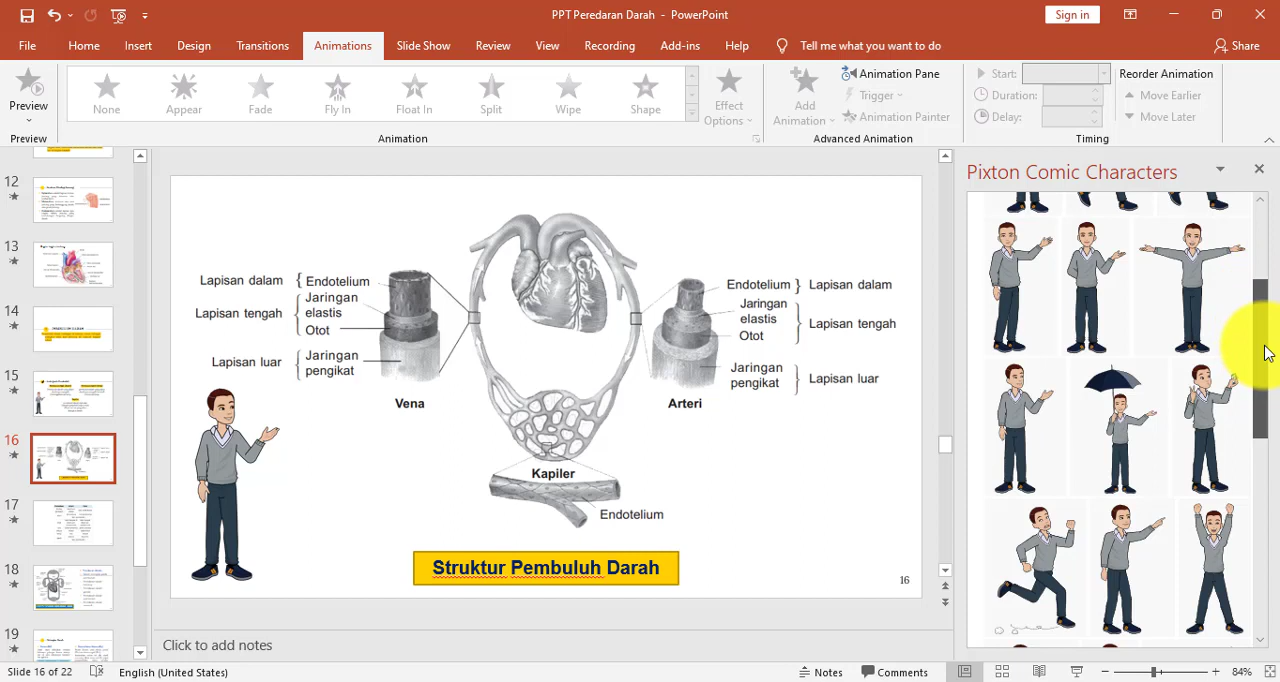 PPT Peredaran Darah - PowerPoint
Sign in
File
Home
Insert
Design
Transitions
Animations
Slide Show
Review
View
Recording
Add-ins
Help
Tell me what you want to do
Share
Preview
None
Appear
Fade
Fly In
Float In
Split
Wipe
Shape
Effect
Options
Add
Animation
Animation Pane
Trigger
Animation Painter
Start:
Duration:
Delay:
Reorder Animation
Move Earlier
Move Later
Preview
Animation
Advanced Animation
Timing
12
13
14
15
16
17
18
19
Lapisan dalam
Endotelium
Lapisan tengah
Jaringan
elastis
Otot
Lapisan luar
Jaringan
pengikat
Vena
Endotelium
Lapisan dalam
Jaringan
elastis
Lapisan tengah
Otot
Jaringan
pengikat
Lapisan luar
Arteri
Kapiler
Endotelium
Struktur Pembuluh Darah
16
Pixton Comic Characters
Click to add notes
Slide 16 of 22
English (United States)
Notes
Comments
84%